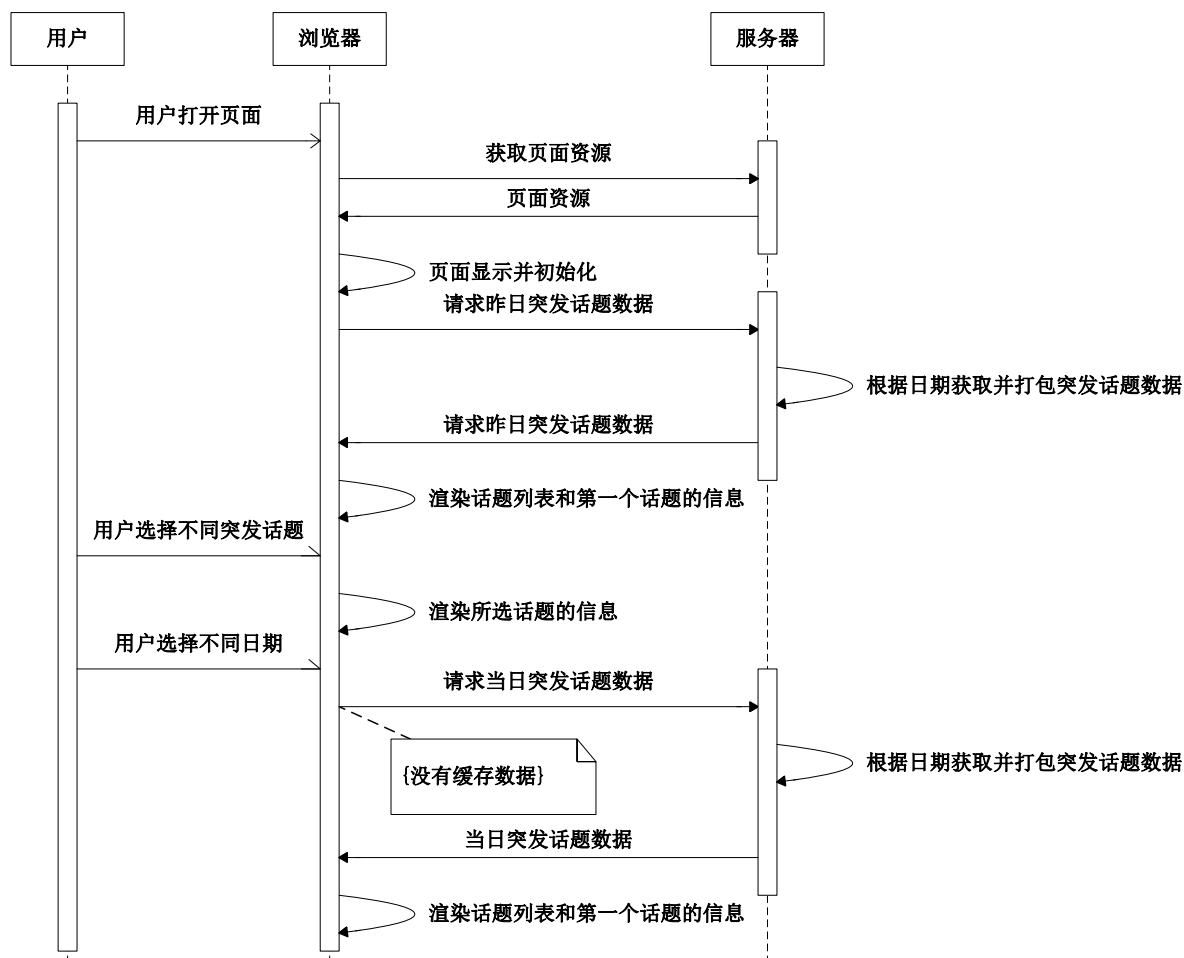 用户
浏览器
服务器
用户打开页面
获取页面资源
页面资源
页面显示并初始化
请求昨日突发话题数据
根据日期获取并打包突发话题数据
请求昨日突发话题数据
渲染话题列表和第一个话题的信息
用户选择不同突发话题
渲染所选话题的信息
用户选择不同日期
请求当日突发话题数据
{没有缓存数据}
根据日期获取并打包突发话题数据
当日突发话题数据
渲染话题列表和第一个话题的信息